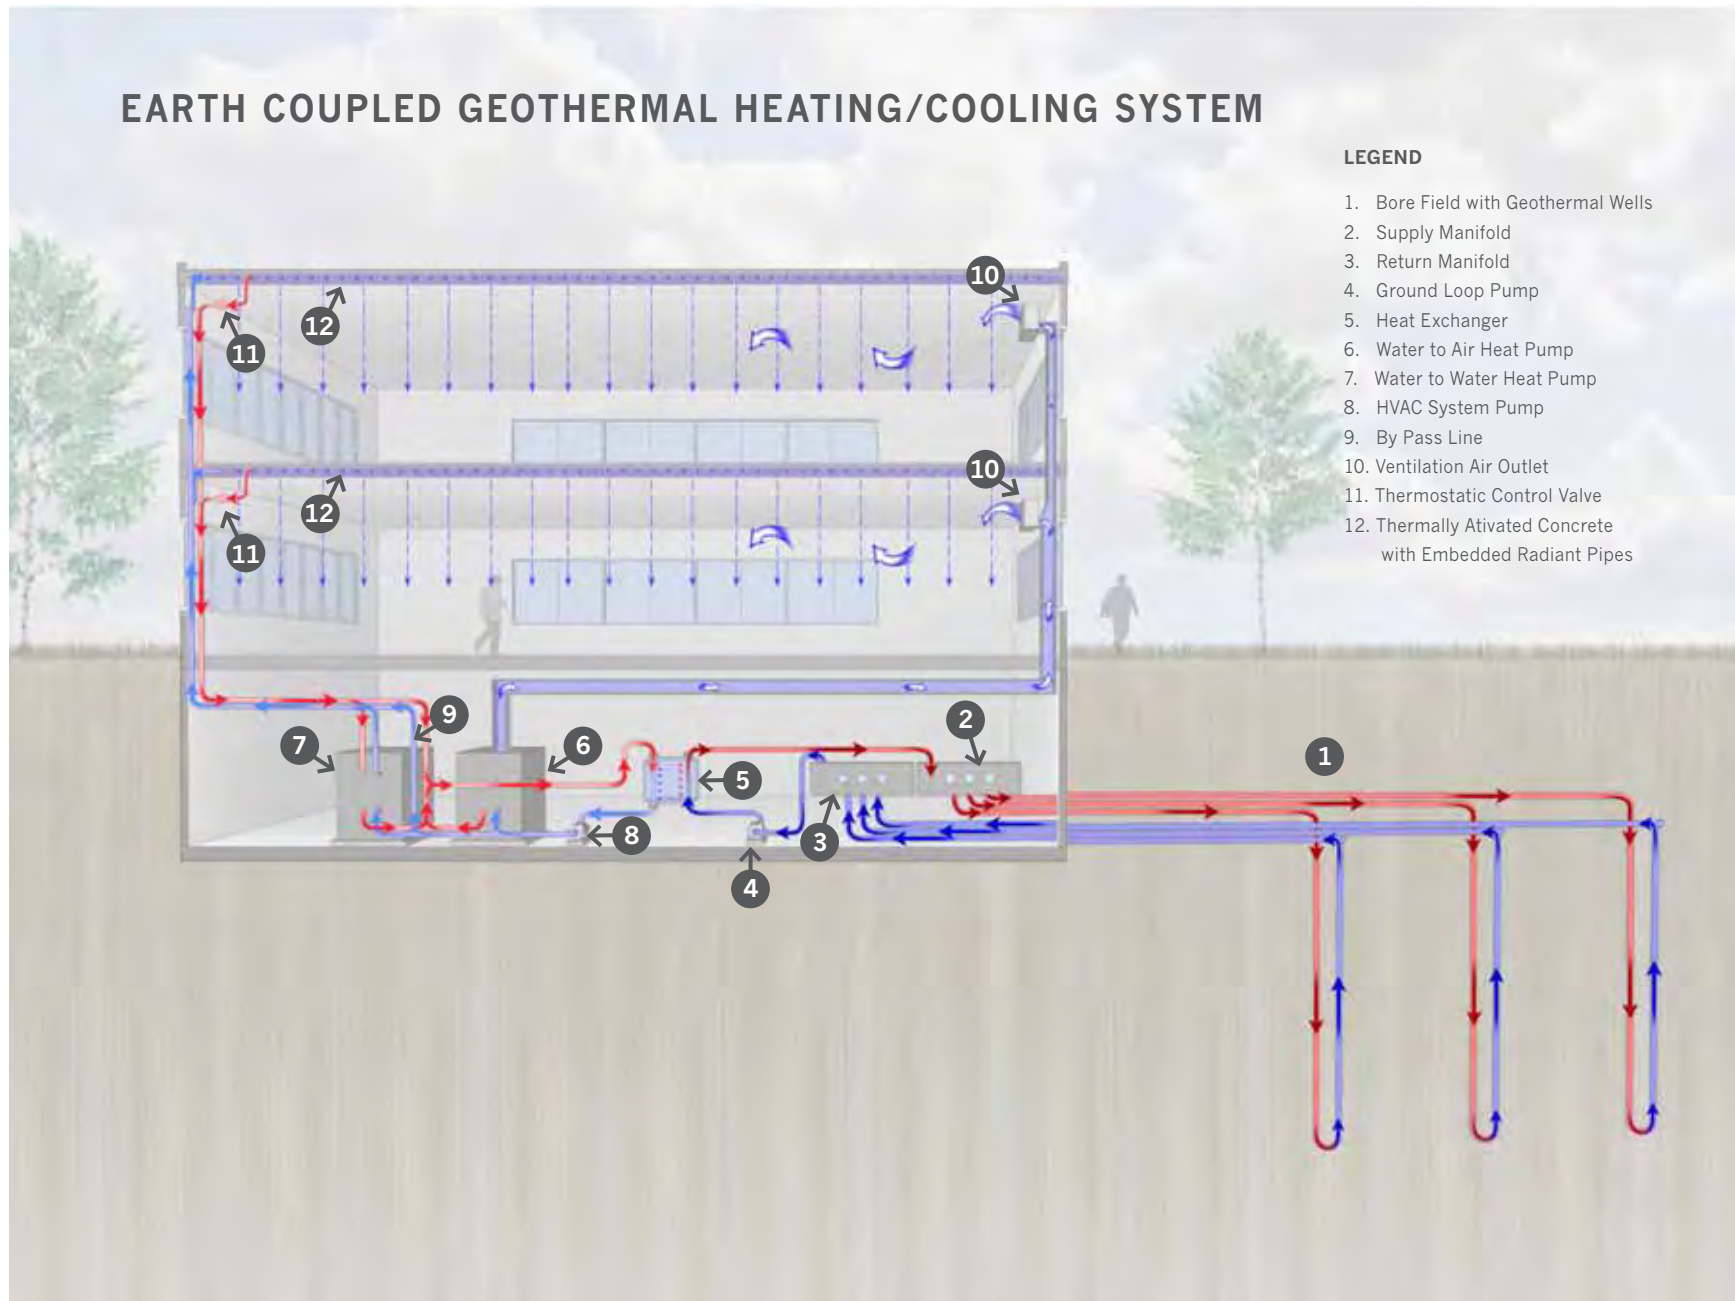 EARTH COUPLED GEOTHERMAL HEATING/COOLING SYSTEM
LEGEND
1. Bore Field with Geothermal Wells
2. Supply Manifold
3. Return Manifold
4. Ground Loop Pump
5. Heat Exchanger
6. Water to Air Heat Pump
7. Water to Water Heat Pump
8. HVAC System Pump
9. By Pass Line
10. Ventilation Air Outlet
11. Thermostatic Control Valve
12. Thermally Ativated Concrete
with Embedded Radiant Pipes
10
12
11
10
12
11
9
2
7
6
1
5
8
3
4